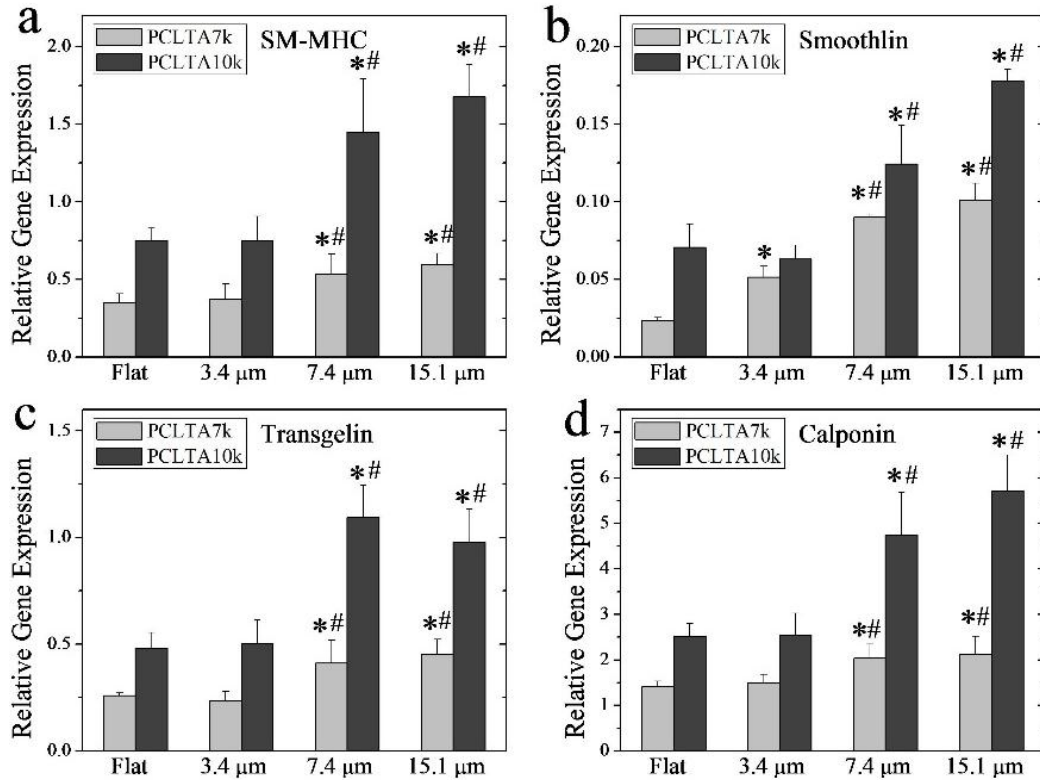 a
PCLTA7k
PCLTA10k
SM-MHC
Relative Gene Expression
2.0
1.5
1.0
0.5
0.0
*# *# *# *#
Flat 3.4 μm 7.4 μm 15.1 μm
b
PCLTA7k
PCLTA10k
Smoothlin
Relative Gene Expression
0.20
0.15
0.10
0.05
0.00
* *# *# *# *#
Flat 3.4 μm 7.4 μm 15.1 μm
c
PCLTA7k
PCLTA10k
Transgelin
Relative Gene Expression
1.5
1.0
0.5
0.0
*# *# *# *#
Flat 3.4 μm 7.4 μm 15.1 μm
d
PCLTA7k
PCLTA10k
Calponin
Relative Gene Expression
7
6
5
4
3
2
1
0
*# *# *# *#
Flat 3.4 μm 7.4 μm 15.1 μm